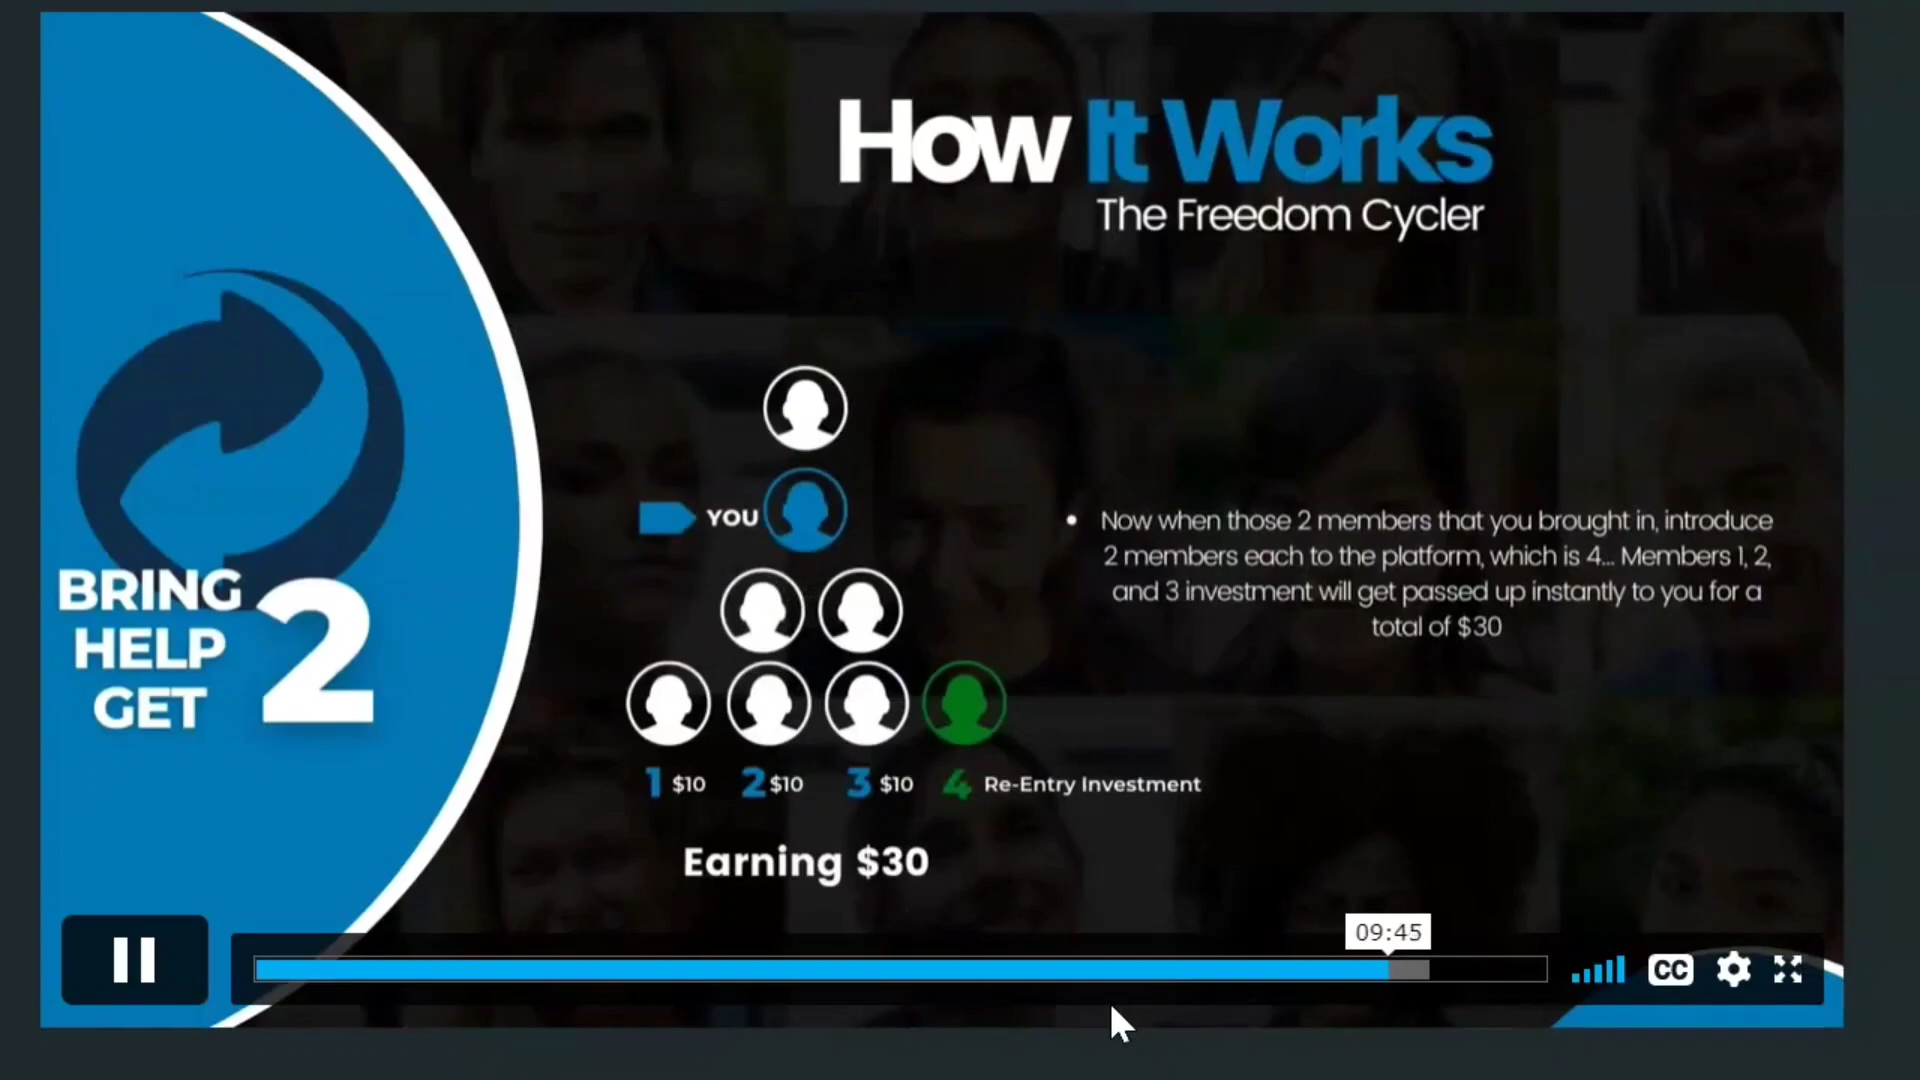 How It Works
The Freedom Cycler
BRING
HELP
GET
2
YOU
• Now when those 2 members that you brought in, introduce
2 members each to the platform, which is 4... Members 1, 2,
and 3 investment will get passed up instantly to you for a
total of $30
1 $10 2 $10 3 $10 4 Re-Entry Investment
Earning $30
09:45
CC